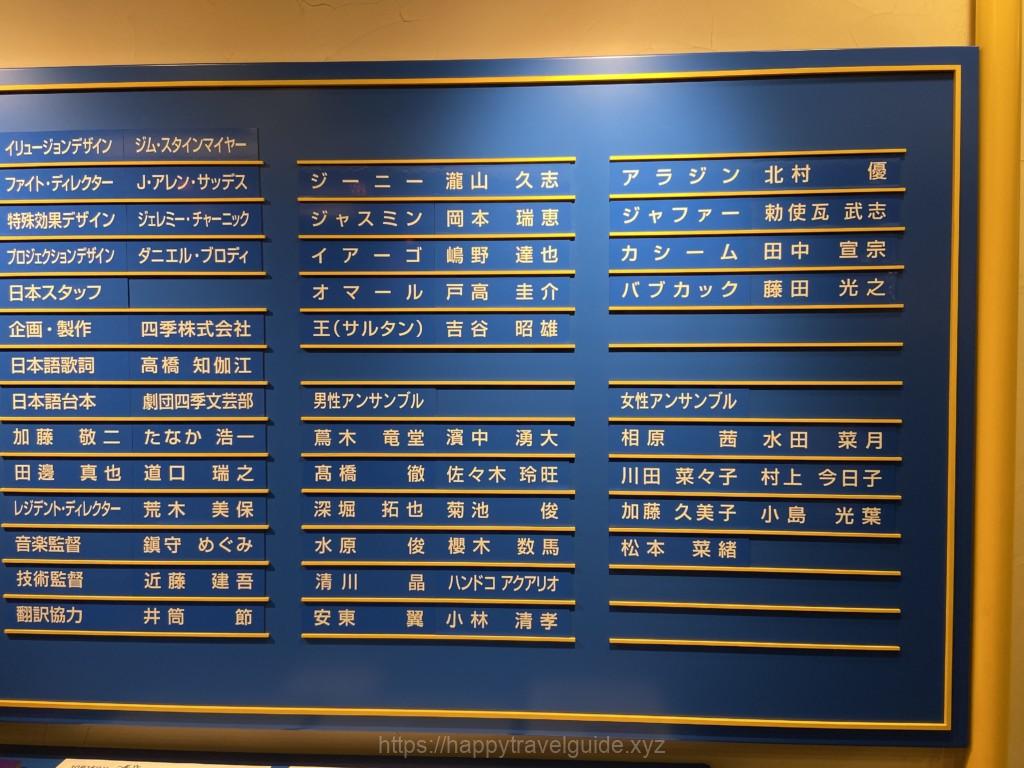 イリュージョンデザイン ジム・スタインマイヤー
ファイト・ディレクター J・アレン・サッデス
特殊効果デザイン ジェレミー・チャーニック
プロジェクションデザイン ダニエル・ブロディ
日本スタッフ
企画・製作 四季株式会社
日本語歌詞 高橋 知伽江
日本語台本 劇団四季文芸部
加藤 敬二 たなか 浩一
田邊 真也 道口 瑞之
レジデント・ディレクター 荒木 美保
音楽監督 鎮守 めぐみ
技術監督 近藤 建吾
翻訳協力 井筒 節
ジーニー 瀧山 久志
ジャスミン 岡本 瑞恵
イアーゴ 嶋野 達也
オマール 戸高 圭介
王(サルタン) 吉谷 昭雄
男性アンサンブル
蔦木 竜堂 濱中 湧大
髙橋 徹 佐々木 玲旺
深堀 拓也 菊池 俊
水原 俊 櫻木 数馬
清川 晶 ハンドコ アクアリオ
安東 翼 小林 清孝
アラジン 北村 優
ジャファー 勅使瓦 武志
カシーム 田中 宣宗
バブカック 藤田 光之
女性アンサンブル
相原 茜 水田 菜月
川田 菜々子 村上 今日子
加藤 久美子 小島 光葉
松本 菜緒
https://happytravelguide.xyz